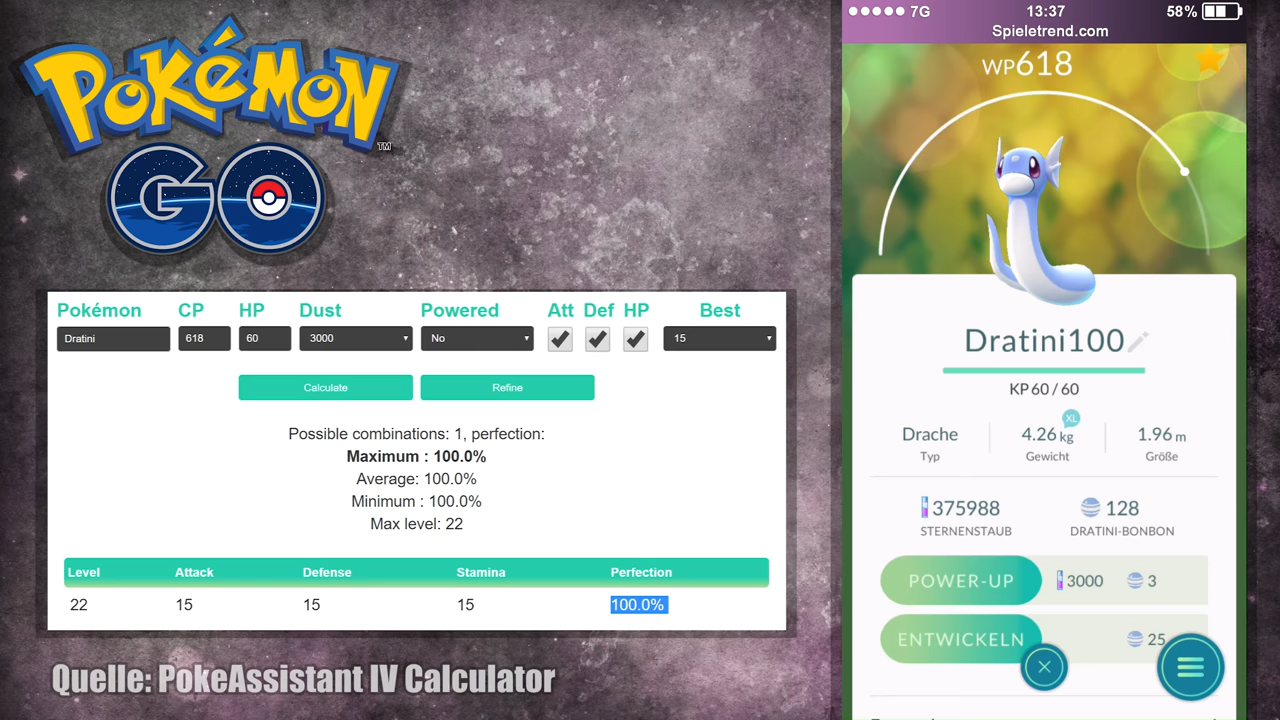 POKÉMON
GO
TM
Pokémon CP HP Dust Powered Att Def HP Best
Dratini 618 60 3000 No 15
Calculate Refine
Possible combinations: 1, perfection:
Maximum : 100.0%
Average: 100.0%
Minimum : 100.0%
Max level: 22
Level Attack Defense Stamina Perfection
22 15 15 15 100.0%
Quelle: PokeAssistant IV Calculator
7G 13:37 58%
Spieletrend.com
WP618
Dratini100
KP 60 / 60
XL
Drache 4.26 kg 1.96 m
Typ Gewicht Größe
375988 128
STERNENSTAUB DRATINI-BONBON
POWER-UP 3000 3
ENTWICKELN 25